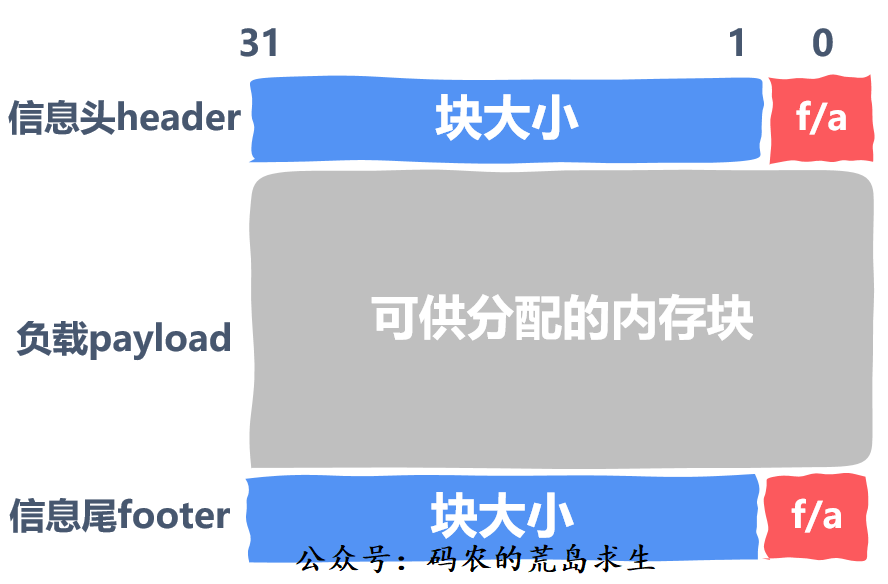 31 1 0
信息头header 块大小 f/a
可供分配的内存块
负载payload
信息尾footer 块大小 f/a
公众号：码农的荒岛求生